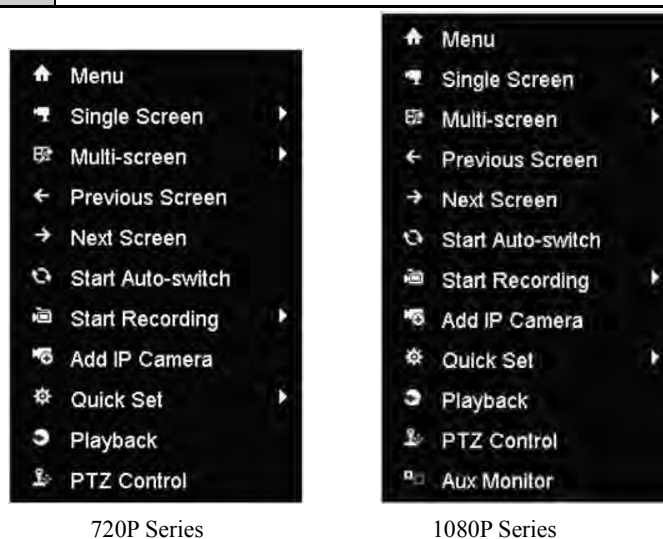 Menu
Single Screen
Multi-screen
Previous Screen
Next Screen
Start Auto-switch
Start Recording
Add IP Camera
Quick Set
Playback
PTZ Control
720P Series
Menu
Single Screen
Multi-screen
Previous Screen
Next Screen
Start Auto-switch
Start Recording
Add IP Camera
Quick Set
Playback
PTZ Control
Aux Monitor
1080P Series